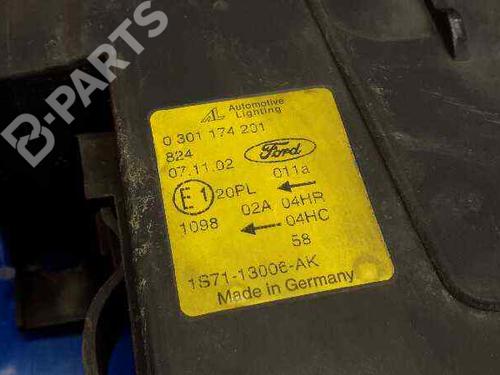 B-PARTS
AL Automotive
Lighting
0 301 174 201
824
07.11.02 Ford
011a
E1 20PL
02A 04HR
1098 04HC
58
1S71-13006-AK
Made in Germany